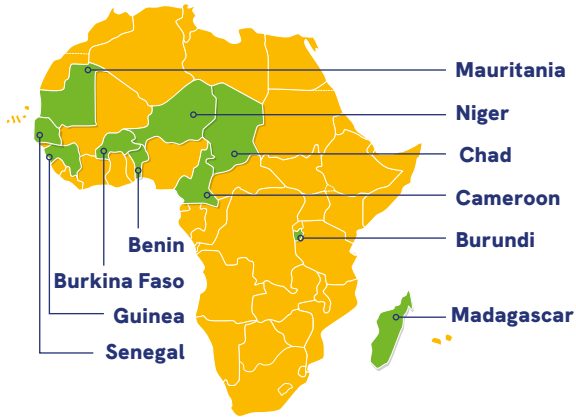 Mauritania
Niger
Chad
Cameroon
Burundi
Benin
Burkina Faso
Guinea
Senegal
Madagascar